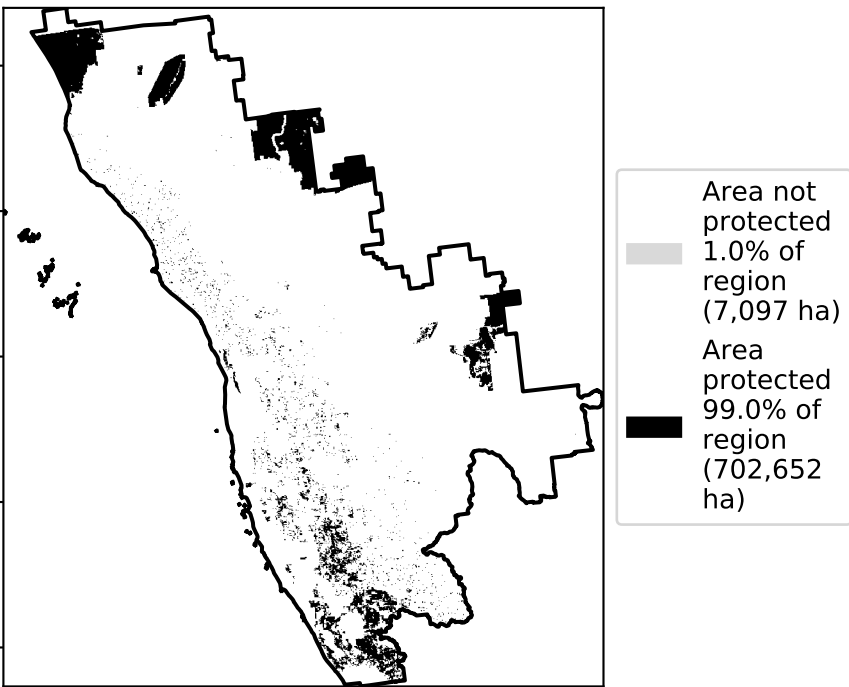 Area not
protected
1.0% of
region
(7,097 ha)
Area
protected
99.0% of
region
(702,652
ha)